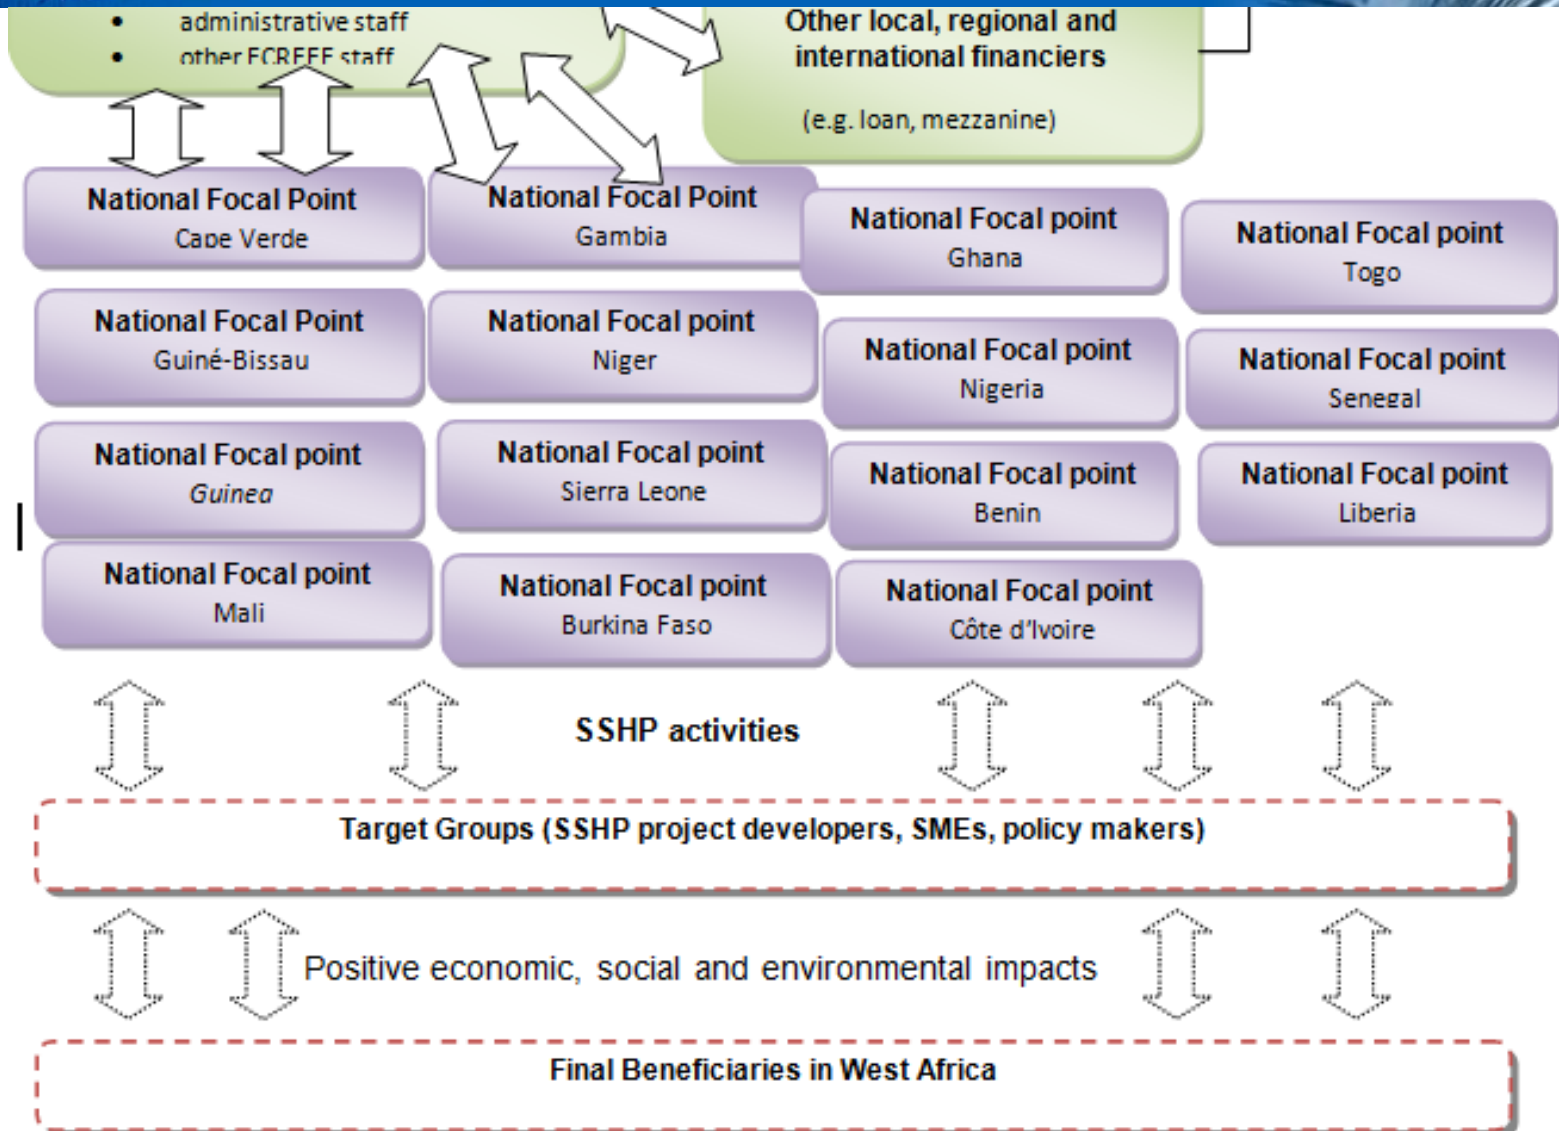 • administrative staff
• other ECREEE staff
Other local, regional and
international financiers
(e.g. loan, mezzanine)
National Focal Point
Cape Verde
National Focal Point
Gambia
National Focal point
Ghana
National Focal point
Togo
National Focal Point
Guiné-Bissau
National Focal point
Niger
National Focal point
Nigeria
National Focal point
Senegal
National Focal point
Guinea
National Focal point
Sierra Leone
National Focal point
Benin
National Focal point
Liberia
National Focal point
Mali
National Focal point
Burkina Faso
National Focal point
Côte d'Ivoire
SSHP activities
Target Groups (SSHP project developers, SMEs, policy makers)
Positive economic, social and environmental impacts
Final Beneficiaries in West Africa